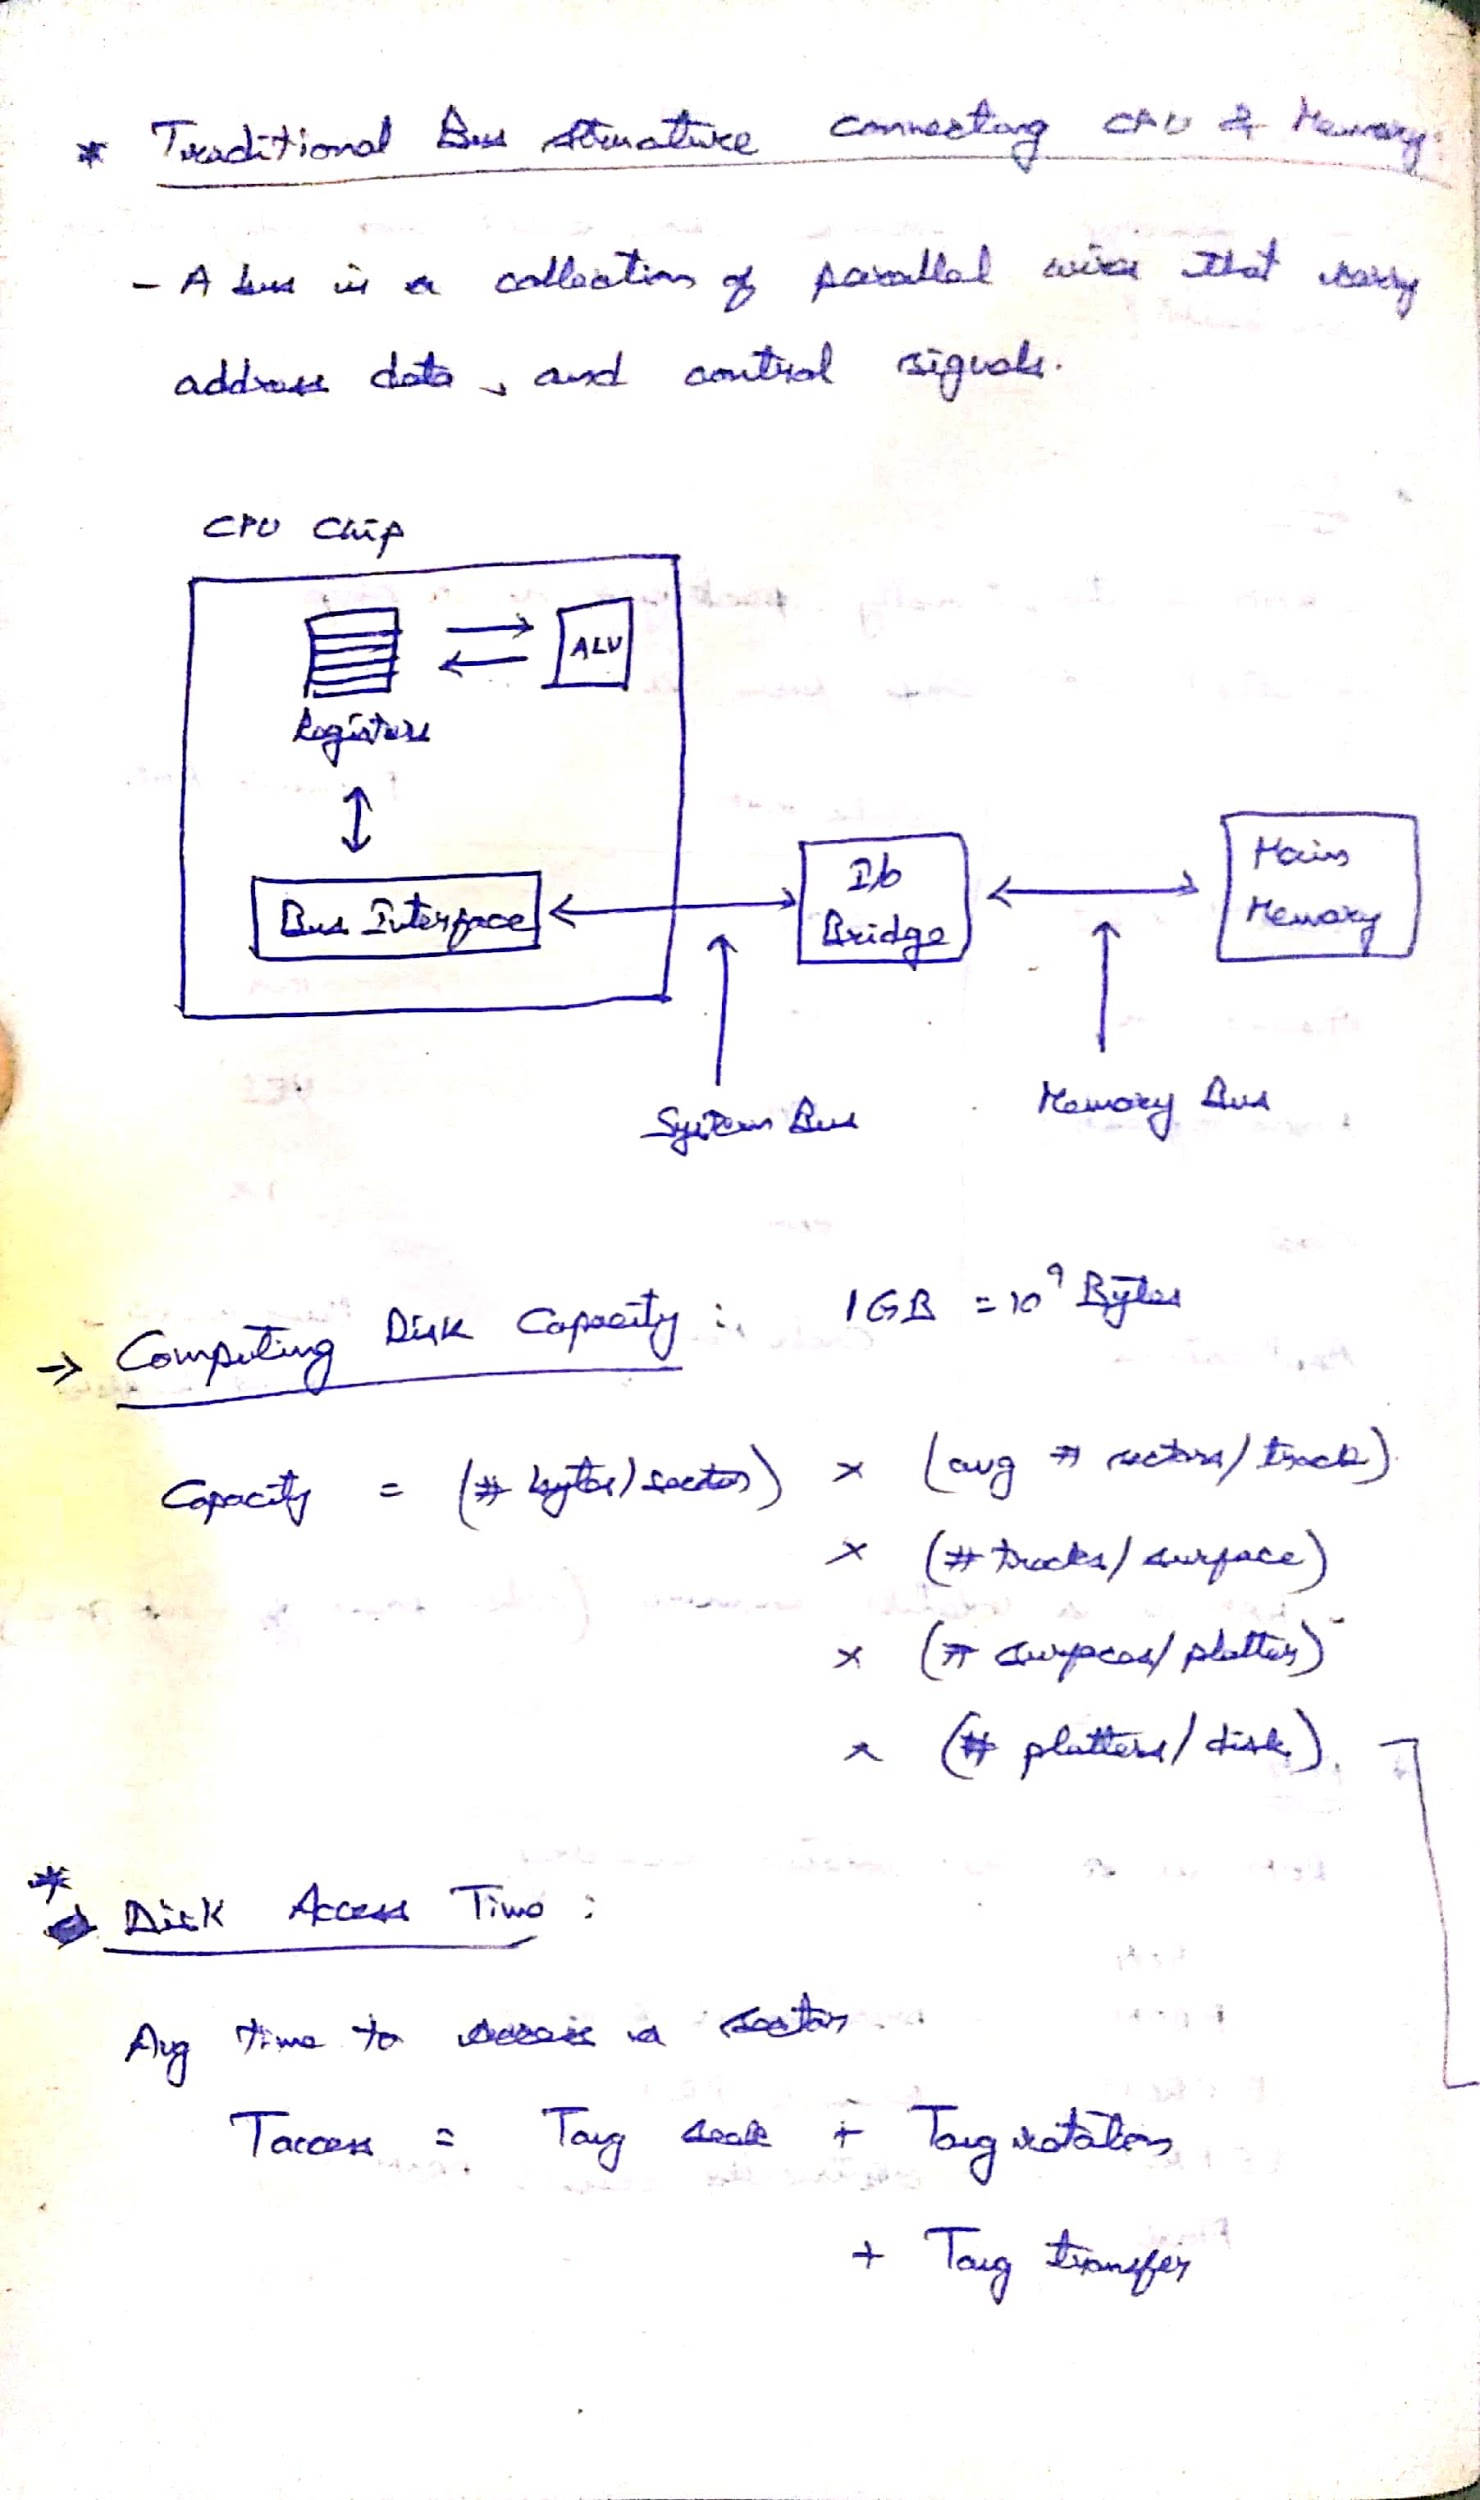 * Traditional Bus structure connecting CPU & Memory:
- A bus is a collection of parallel wires that carry
address data, and control signals.
CPU Chip
ALU
Registers
Bus Interface
I/o
Bridge
Main
Memory
System Bus
Memory Bus
→ Computing Disk Capacity : 1GB = 10⁹ Bytes
Capacity = (# bytes/sector) × (avg # sectors/track)
× (# tracks/surface)
× (# surfaces/platter)
× (# platters/disk).
* Disk Access Time :
Avg time to access a sector
Taccess = Tavg seek + Tavg rotation
+ Tavg transfer